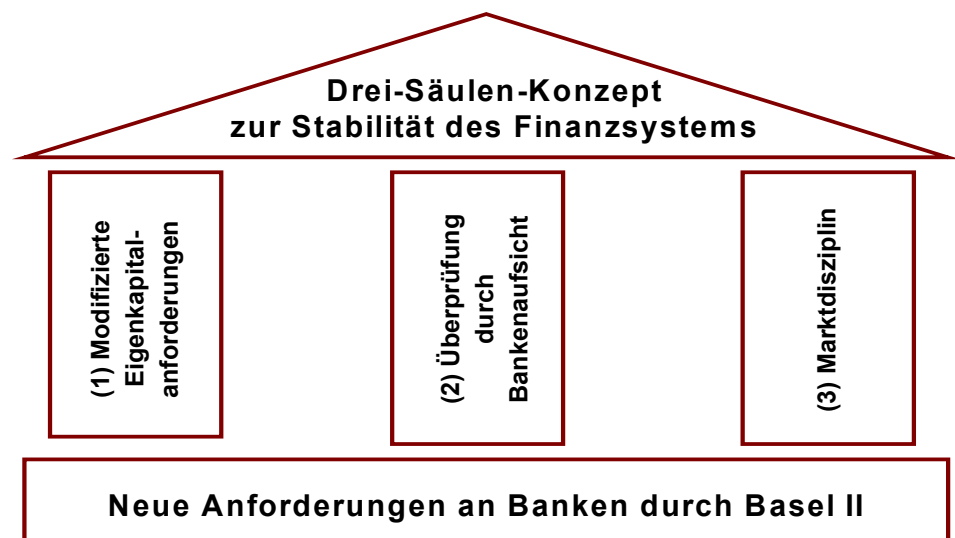 Drei-Säulen-Konzept
zur Stabilität des Finanzsystems
(1) Modifizierte
Eigenkapital-
anforderungen
(2) Überprüfung
durch
Bankenaufsicht
(3) Marktdisziplin
Neue Anforderungen an Banken durch Basel II